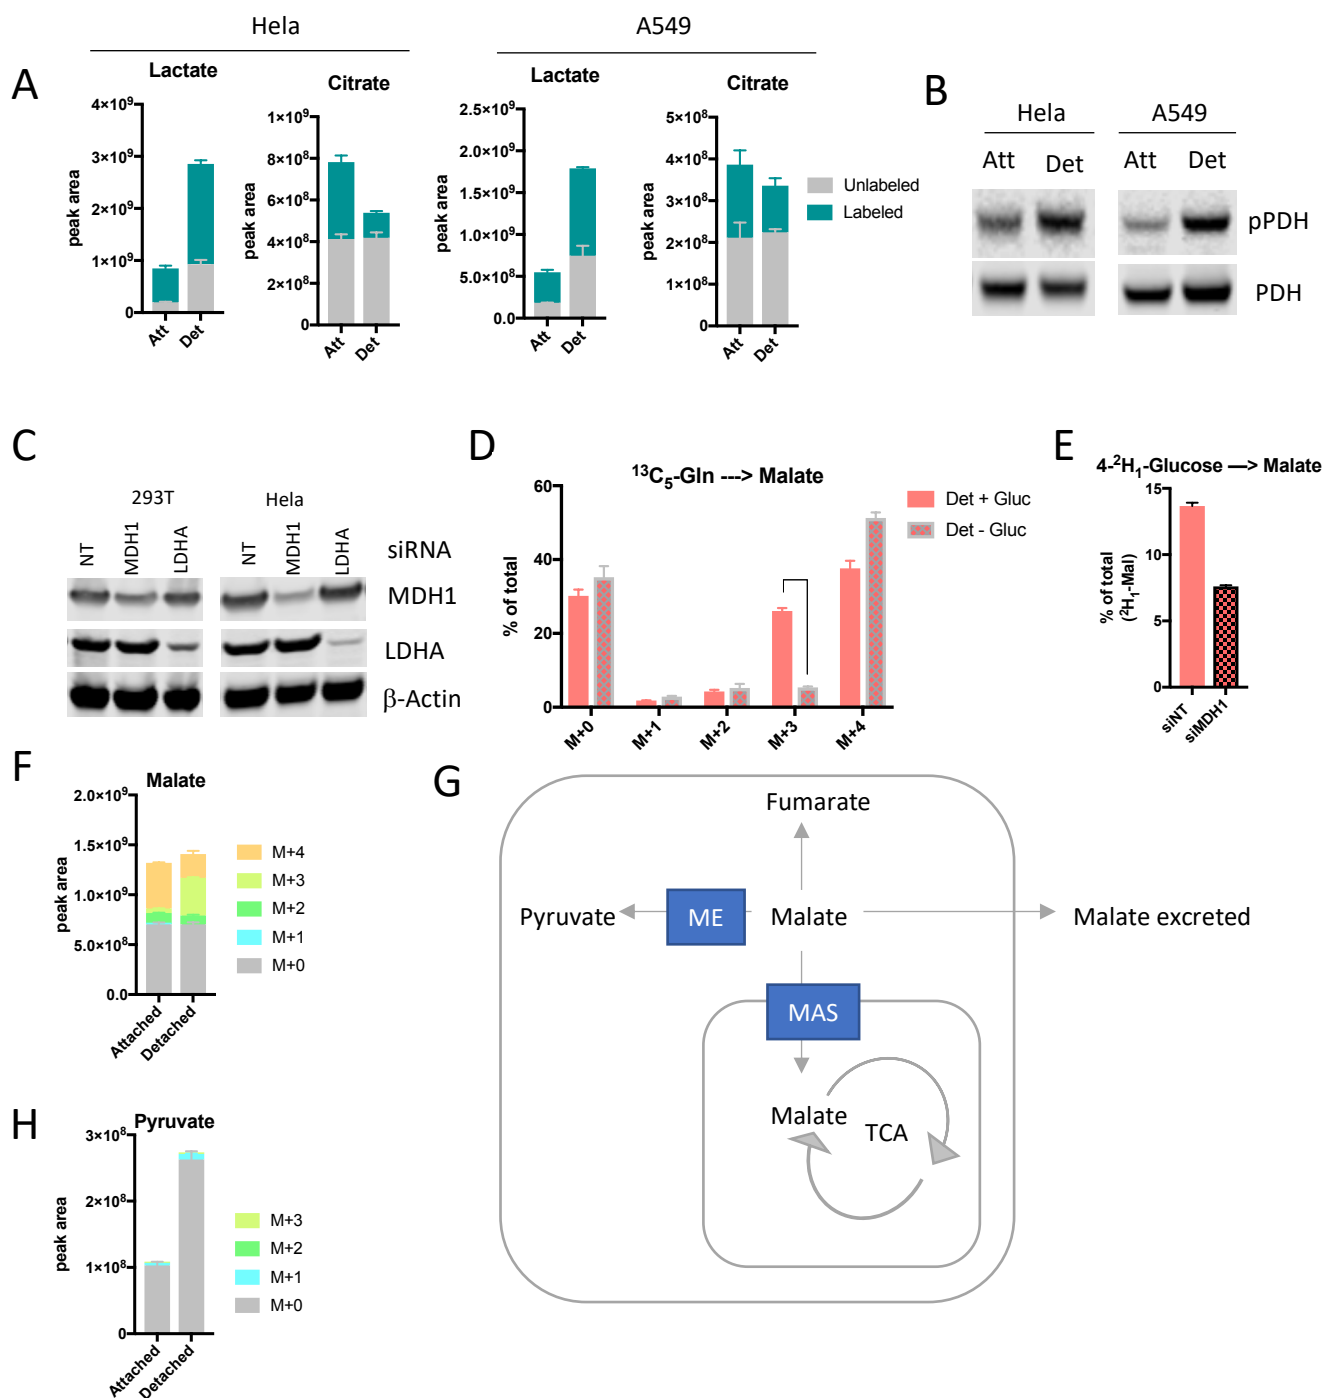 Hela
A549
A
Lactate
Citrate
Lactate
Citrate
B
Hela
A549
Att
Det
Att
Det
pPDH
PDH
peak area
4×10⁹
3×10⁹
2×10⁹
1×10⁹
0
Att
Det
peak area
1×10⁹
8×10⁸
6×10⁸
4×10⁸
2×10⁸
0
Att
Det
peak area
2.5×10⁹
2.0×10⁹
1.5×10⁹
1.0×10⁹
5.0×10⁸
0.0
Att
Det
peak area
5×10⁸
4×10⁸
3×10⁸
2×10⁸
1×10⁸
0
Att
Det
Unlabeled
Labeled
C
293T
Hela
NT
MDH1
LDHA
NT
MDH1
LDHA
siRNA
MDH1
LDHA
β-Actin
D
¹³C₅-Gln ---> Malate
% of total
60
40
20
0
M+0
M+1
M+2
M+3
M+4
Det + Gluc
Det - Gluc
E
4-²H₁-Glucose —> Malate
% of total
(²H₁-Mal)
15
10
5
0
siNT
siMDH1
F
Malate
peak area
2.0×10⁹
1.5×10⁹
1.0×10⁹
5.0×10⁸
0.0
Attached
Detached
M+4
M+3
M+2
M+1
M+0
G
Fumarate
Pyruvate
ME
Malate
Malate excreted
MAS
Malate
TCA
H
Pyruvate
peak area
3×10⁸
2×10⁸
1×10⁸
0
Attached
Detached
M+3
M+2
M+1
M+0